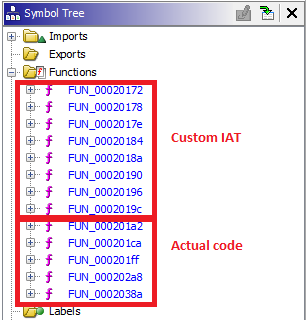 Symbol Tree
Imports
Exports
Functions
FUN_00020172
FUN_00020178
FUN_0002017e
FUN_00020184
FUN_0002018a
FUN_00020190
FUN_00020196
FUN_0002019c
Custom IAT
FUN_000201a2
FUN_000201ca
FUN_000201ff
FUN_000202a8
FUN_0002038a
Actual code
Labels